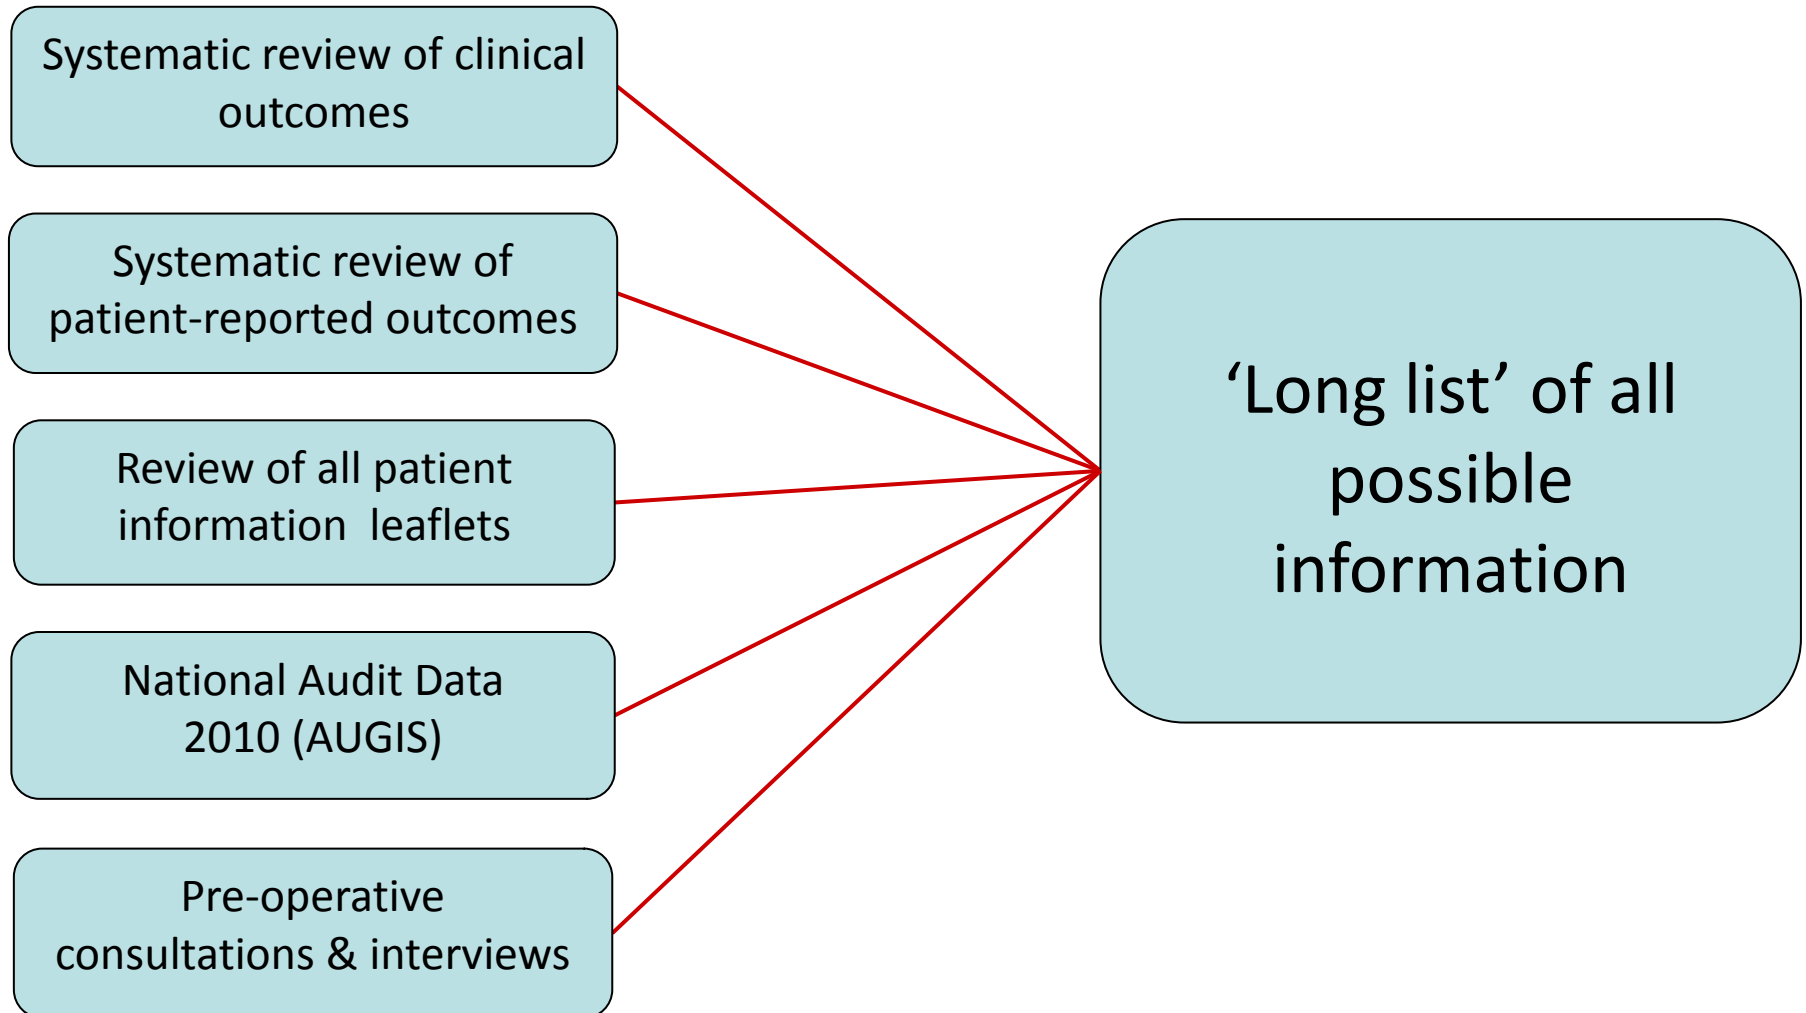 Systematic review of clinical
outcomes
Systematic review of
patient-reported outcomes
Review of all patient
information  leaflets
National Audit Data
2010 (AUGIS)
Pre-operative
consultations & interviews
‘Long list’ of all
possible
information